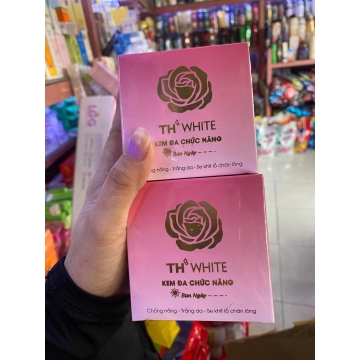 TH WHITE
KEM ĐA CHỨC NĂNG
Ban Ngày
ng nắng - Trắng da - Se khít lỗ chân lông
TH WHITE
KEM ĐA CHỨC NĂNG
Ban Ngày
Chống nắng - Trắng da - Se khít lỗ chân lông